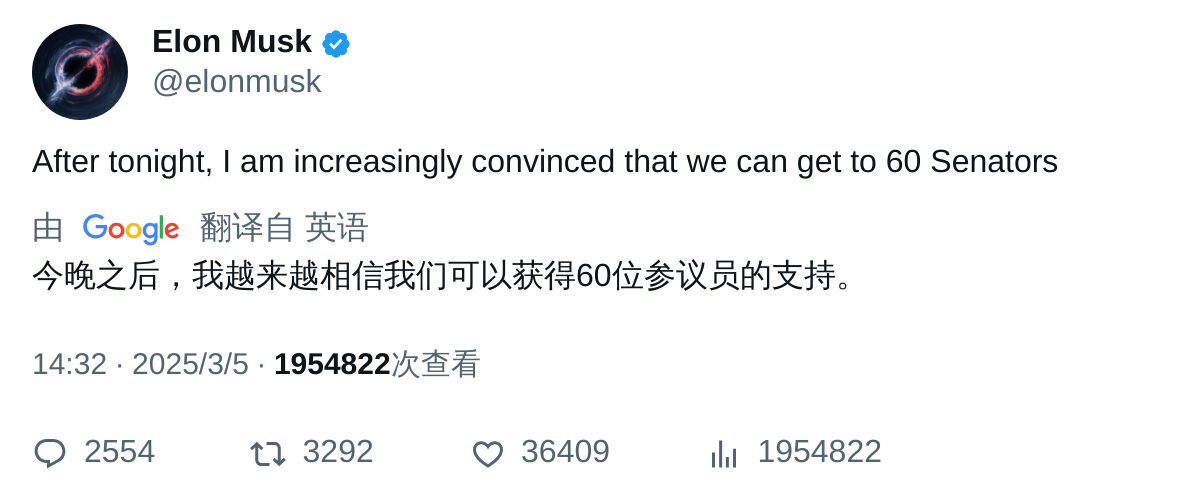 Elon Musk
@elonmusk
After tonight, I am increasingly convinced that we can get to 60 Senators
由 Google 翻译自 英语
今晚之后，我越来越相信我们可以获得60位参议员的支持。
14:32 · 2025/3/5 · 1954822次查看
2554 3292 36409 1954822